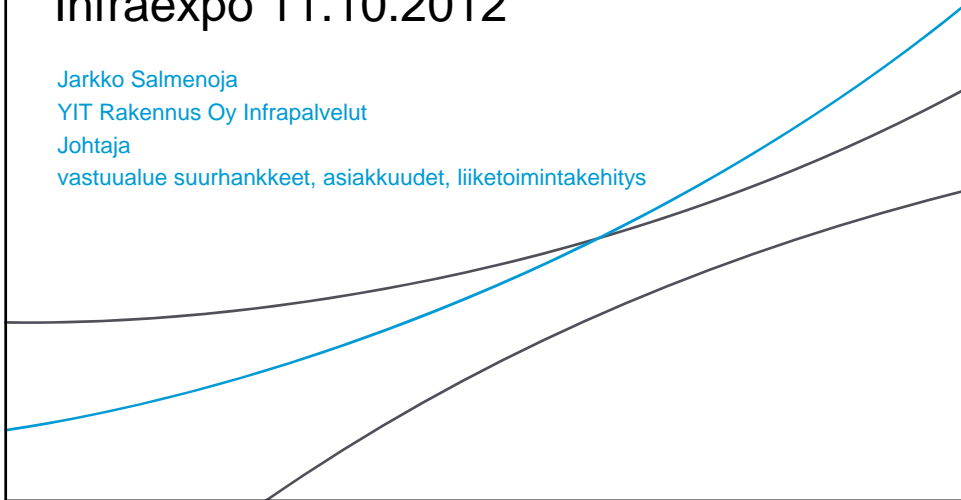 Infraexpo 11.10.2012
Jarkko Salmenoja
YIT Rakennus Oy Infrapalvelut
Johtaja
vastuualue suurhankkeet, asiakkuudet, liiketoimintakehitys